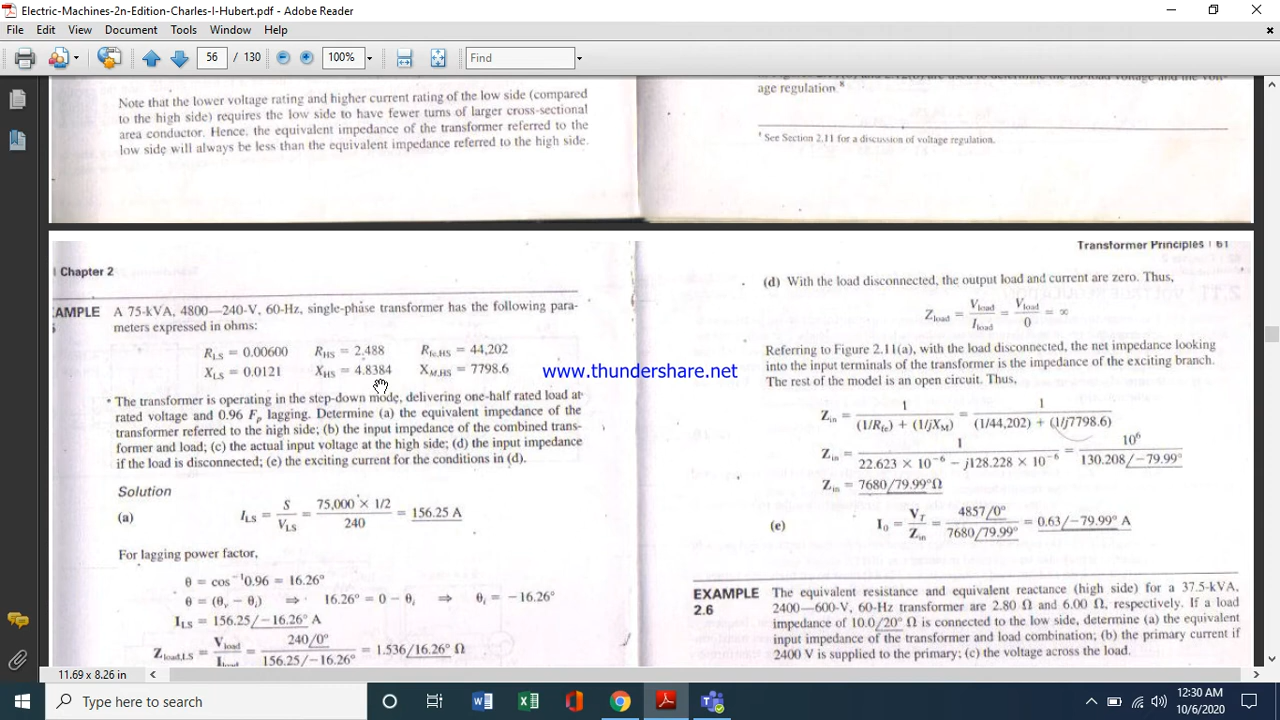 Electric-Machines-2n-Edition-Charles-I-Hubert.pdf - Adobe Reader
File Edit View Document Tools Window Help
56 / 130 100% Find
Note that the lower voltage rating and higher current rating of the low side (compared
to the high side) requires the low side to have fewer turns of larger cross-sectional
area conductor. Hence, the equivalent impedance of the transformer referred to the
low side will always be less than the equivalent impedance referred to the high side.
age regulation.⁸
See Section 2.11 for a discussion of voltage regulation.
Chapter 2
AMPLE A 75-kVA, 4800—240-V, 60-Hz, single-phase transformer has the following para-
meters expressed in ohms:
R_LS = 0.00600 R_HS = 2.488 R_fe,HS = 44,202
X_LS = 0.0121 X_HS = 4.8384 X_M,HS = 7798.6
The transformer is operating in the step-down mode, delivering one-half rated load at
rated voltage and 0.96 F_p lagging. Determine (a) the equivalent impedance of the
transformer referred to the high side; (b) the input impedance of the combined trans-
former and load; (c) the actual input voltage at the high side; (d) the input impedance
if the load is disconnected; (e) the exciting current for the conditions in (d).
Solution
(a) I_LS = S/V_LS = 75,000 × 1/2 / 240 = 156.25 A
For lagging power factor,
θ = cos⁻¹0.96 = 16.26°
θ = (θ_v − θ_i) ⇒ 16.26° = 0 − θ_i ⇒ θ_i = −16.26°
I_LS = 156.25/−16.26° A
Z_load,LS = V_load/I_load = 240/0° / 156.25/−16.26° = 1.536/16.26° Ω
www.thundershare.net
Transformer Principles | 61
(d) With the load disconnected, the output load and current are zero. Thus,
Z_load = V_load/I_load = V_load/0 = ∞
Referring to Figure 2.11(a), with the load disconnected, the net impedance looking
into the input terminals of the transformer is the impedance of the exciting branch.
The rest of the model is an open circuit. Thus,
Z_in = 1 / (1/R_fe) + (1/jX_M) = 1 / (1/44,202) + (1/j7798.6)
Z_in = 1 / 22.623 × 10⁻⁶ − j128.228 × 10⁻⁶ = 10⁶ / 130.208/−79.99°
Z_in = 7680/79.99° Ω
(e) I_0 = V_T/Z_in = 4857/0° / 7680/79.99° = 0.63/−79.99° A
EXAMPLE 2.6 The equivalent resistance and equivalent reactance (high side) for a 37.5-kVA,
2400—600-V, 60-Hz transformer are 2.80 Ω and 6.00 Ω, respectively. If a load
impedance of 10.0/20° Ω is connected to the low side, determine (a) the equivalent
input impedance of the transformer and load combination; (b) the primary current if
2400 V is supplied to the primary; (c) the voltage across the load.
11.69 x 8.26 in
Type here to search
12:30 AM
10/6/2020